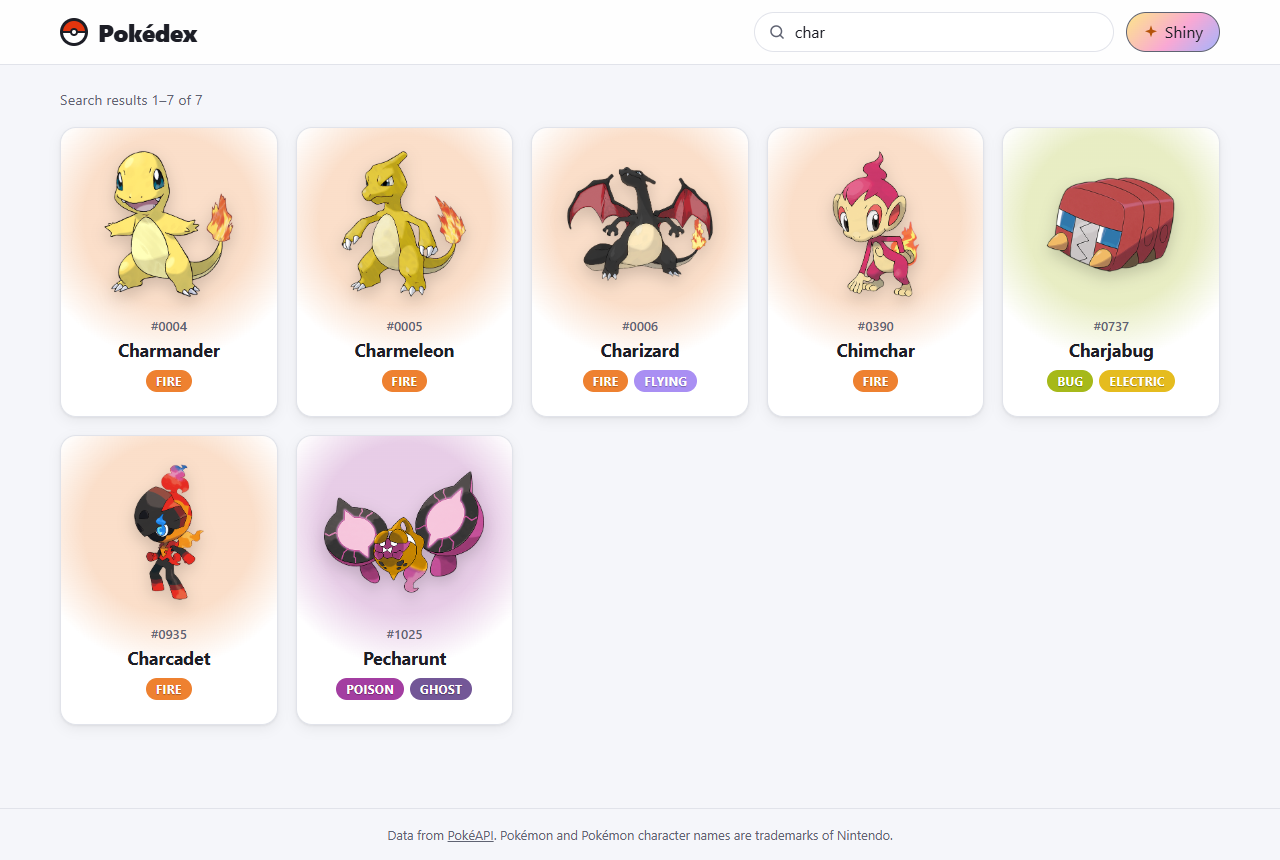 Pokédex
char
Shiny
Search results 1–7 of 7
#0004
Charmander
FIRE
#0005
Charmeleon
FIRE
#0006
Charizard
FIRE FLYING
#0390
Chimchar
FIRE
#0737
Charjabug
BUG ELECTRIC
#0935
Charcadet
FIRE
#1025
Pecharunt
POISON GHOST
Data from PokéAPI. Pokémon and Pokémon character names are trademarks of Nintendo.